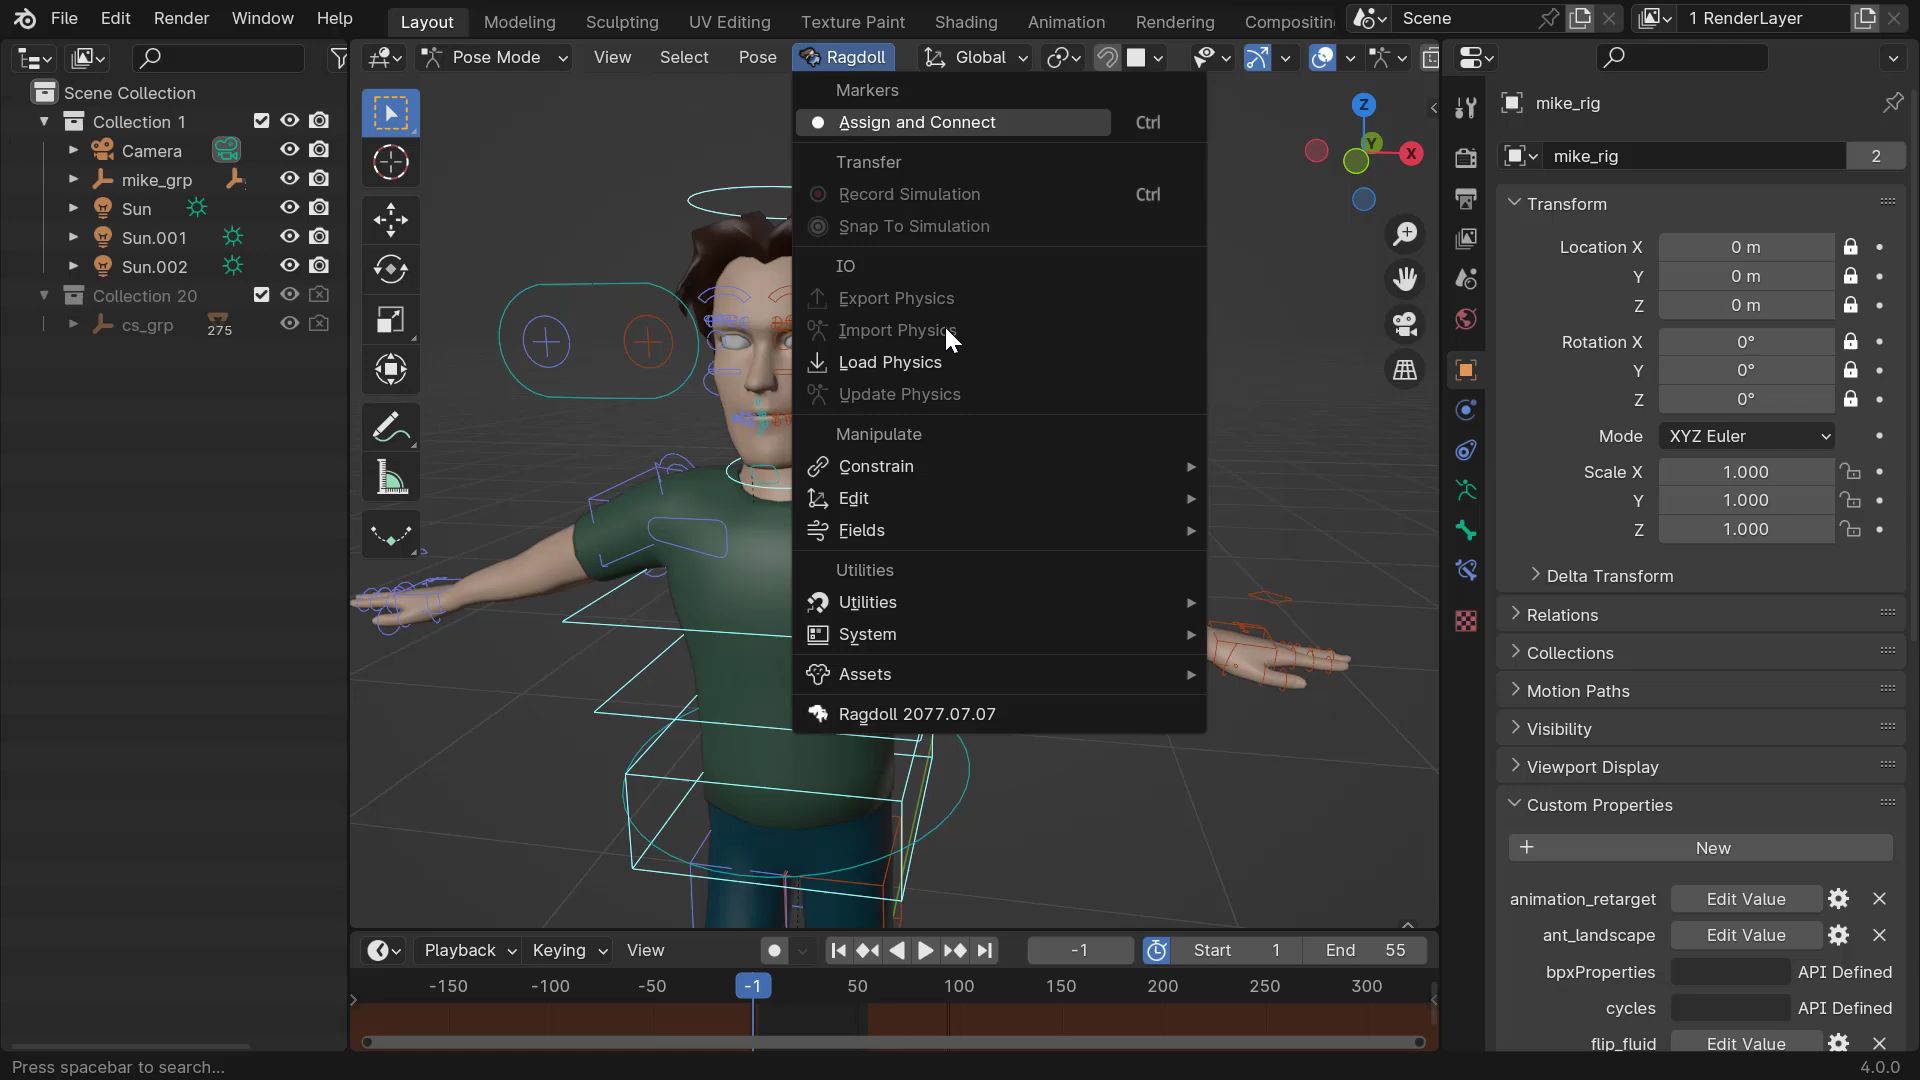 File Edit Render Window Help Layout Modeling Sculpting UV Editing Texture Paint Shading Animation Rendering Scene 1 RenderLayer
Pose Mode View Select Pose Ragdoll Global
Scene Collection
Collection 1
Camera
mike_grp
Sun
Sun.001
Sun.002
Collection 20
cs_grp 275
Markers
Assign and Connect Ctrl
Transfer
Record Simulation Ctrl
Snap To Simulation
IO
Export Physics
Import Physics
Load Physics
Update Physics
Manipulate
Constrain
Edit
Fields
Utilities
Utilities
System
Assets
Ragdoll 2077.07.07
Z
Y
X
mike_rig
mike_rig 2
Transform
Location X 0 m
Y 0 m
Z 0 m
Rotation X 0°
Y 0°
Z 0°
Mode XYZ Euler
Scale X 1.000
Y 1.000
Z 1.000
Delta Transform
Relations
Collections
Motion Paths
Visibility
Viewport Display
Custom Properties
New
animation_retarget Edit Value
ant_landscape Edit Value
bpxProperties API Defined
cycles API Defined
flip_fluid Edit Value
Playback Keying View -1 Start 1 End 55
-150 -100 -50 -1 50 100 150 200 250 300
Press spacebar to search... 4.0.0